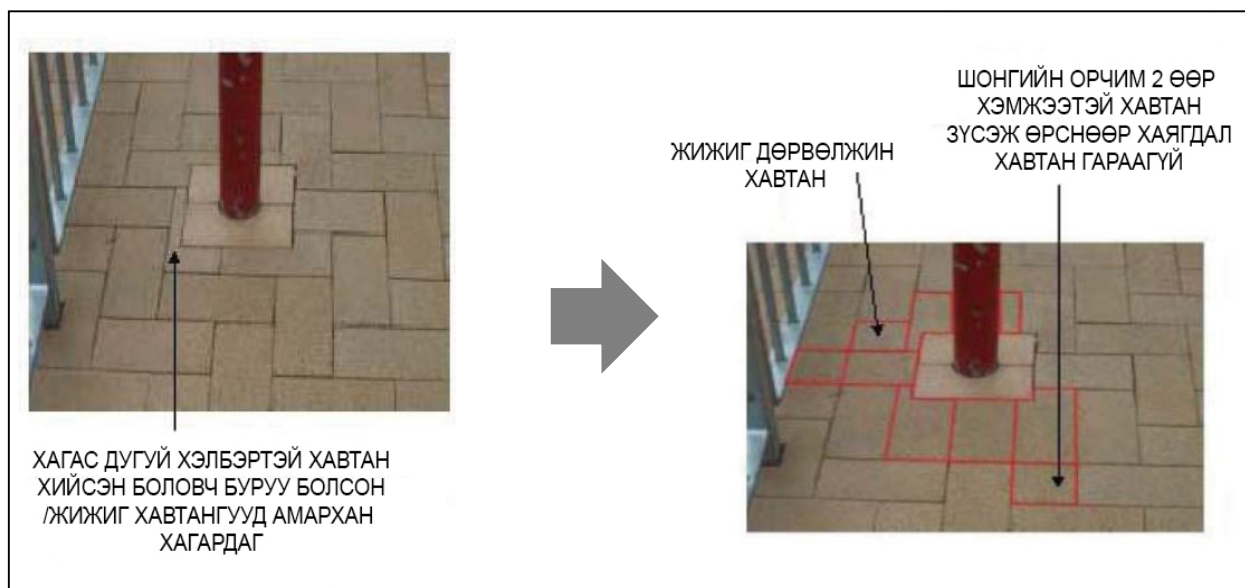 ШОНГИЙН ОРЧИМ 2 ӨӨР
ХЭМЖЭЭТЭЙ ХАВТАН
ЗҮСЭЖ ӨРСНӨӨР ХАЯГДАЛ
ХАВТАН ГАРААГҮЙ
ЖИЖИГ ДӨРВӨЛЖИН
ХАВТАН
ХАГАС ДУГУЙ ХЭЛБЭРТЭЙ ХАВТАН
ХИЙСЭН БОЛОВЧ БУРУУ БОЛСОН
/ЖИЖИГ ХАВТАНГУУД АМАРХАН
ХАГАРДАГ